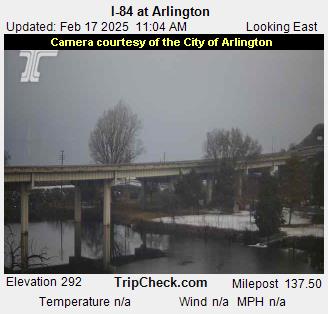 I-84 at Arlington
Updated: Feb 17 2025 11:04 AM Looking East
Camera courtesy of the City of Arlington
Elevation 292 TripCheck.com Milepost 137.50
Temperature n/a Wind n/a MPH n/a